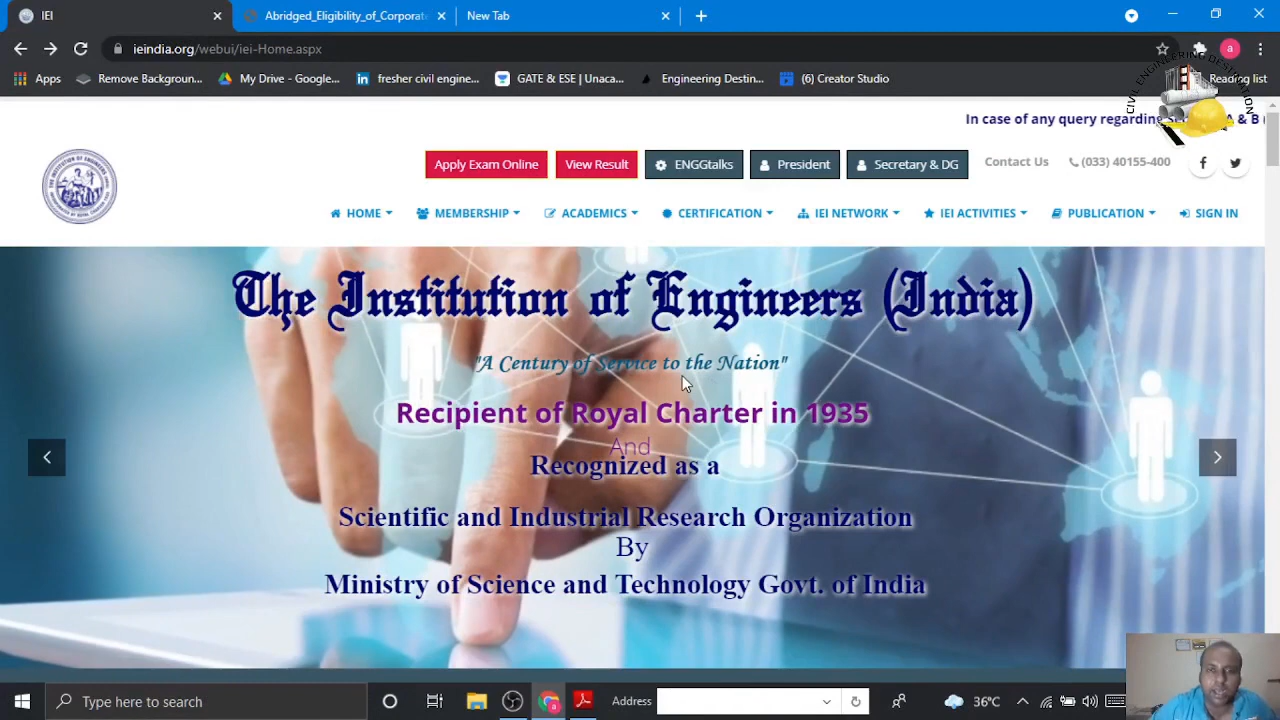 IEI
Abridged_Eligibility_of_Corporat
New Tab
ieindia.org/webui/iei-Home.aspx
a
Apps
Remove Backgroun...
My Drive - Google...
fresher civil engine...
GATE & ESE | Unaca...
Engineering Destin...
(C) Creator Studio
Reading list
CIVIL ENGINEERING DESTINATION
In case of any query regarding
A & B
Apply Exam Online
View Result
ENGGtalks
President
Secretary & DG
Contact Us
(033) 40155-400
HOME
MEMBERSHIP
ACADEMICS
CERTIFICATION
IEI NETWORK
IEI ACTIVITIES
PUBLICATION
SIGN IN
The Institution of Engineers (India)
"A Century of Service to the Nation"
Recipient of Royal Charter in 1935
And
Recognized as a
Scientific and Industrial Research Organization
By
Ministry of Science and Technology Govt. of India
Type here to search
Address
36°C